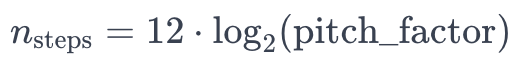 n_steps = 12 · log₂(pitch_factor)